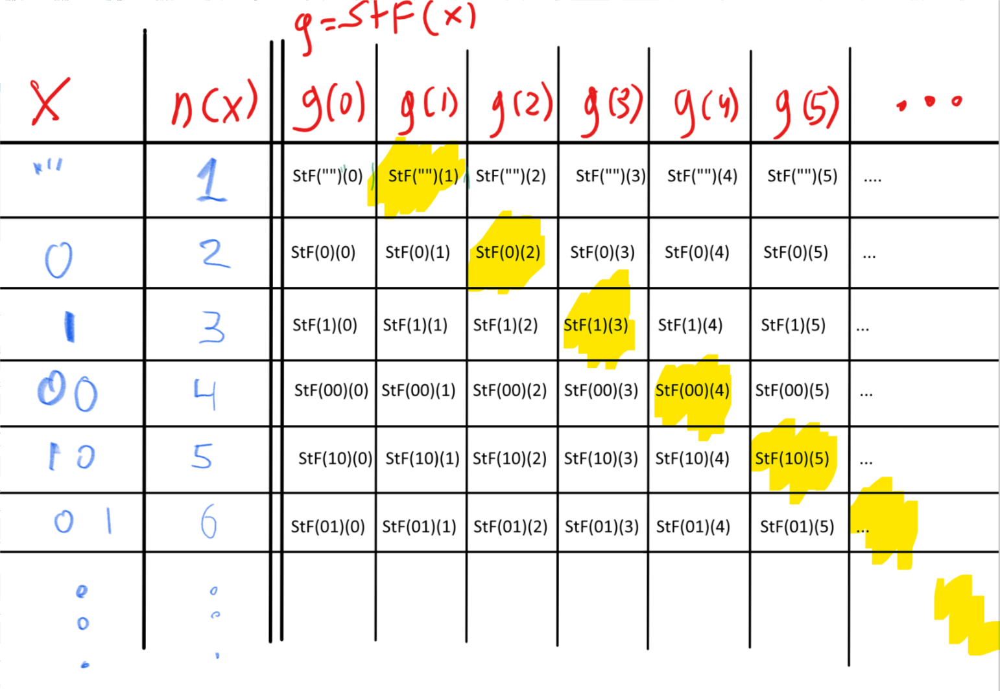 g=StF(x)
X n(x) g(0) g(1) g(2) g(3) g(4) g(5) ...
"" 1 StF("")(0) StF("")(1) StF("")(2) StF("")(3) StF("")(4) StF("")(5) ....
0 2 StF(0)(0) StF(0)(1) StF(0)(2) StF(0)(3) StF(0)(4) StF(0)(5) ...
1 3 StF(1)(0) StF(1)(1) StF(1)(2) StF(1)(3) StF(1)(4) StF(1)(5) ...
00 4 StF(00)(0) StF(00)(1) StF(00)(2) StF(00)(3) StF(00)(4) StF(00)(5) ...
10 5 StF(10)(0) StF(10)(1) StF(10)(2) StF(10)(3) StF(10)(4) StF(10)(5) ...
01 6 StF(01)(0) StF(01)(1) StF(01)(2) StF(01)(3) StF(01)(4) StF(01)(5) ...